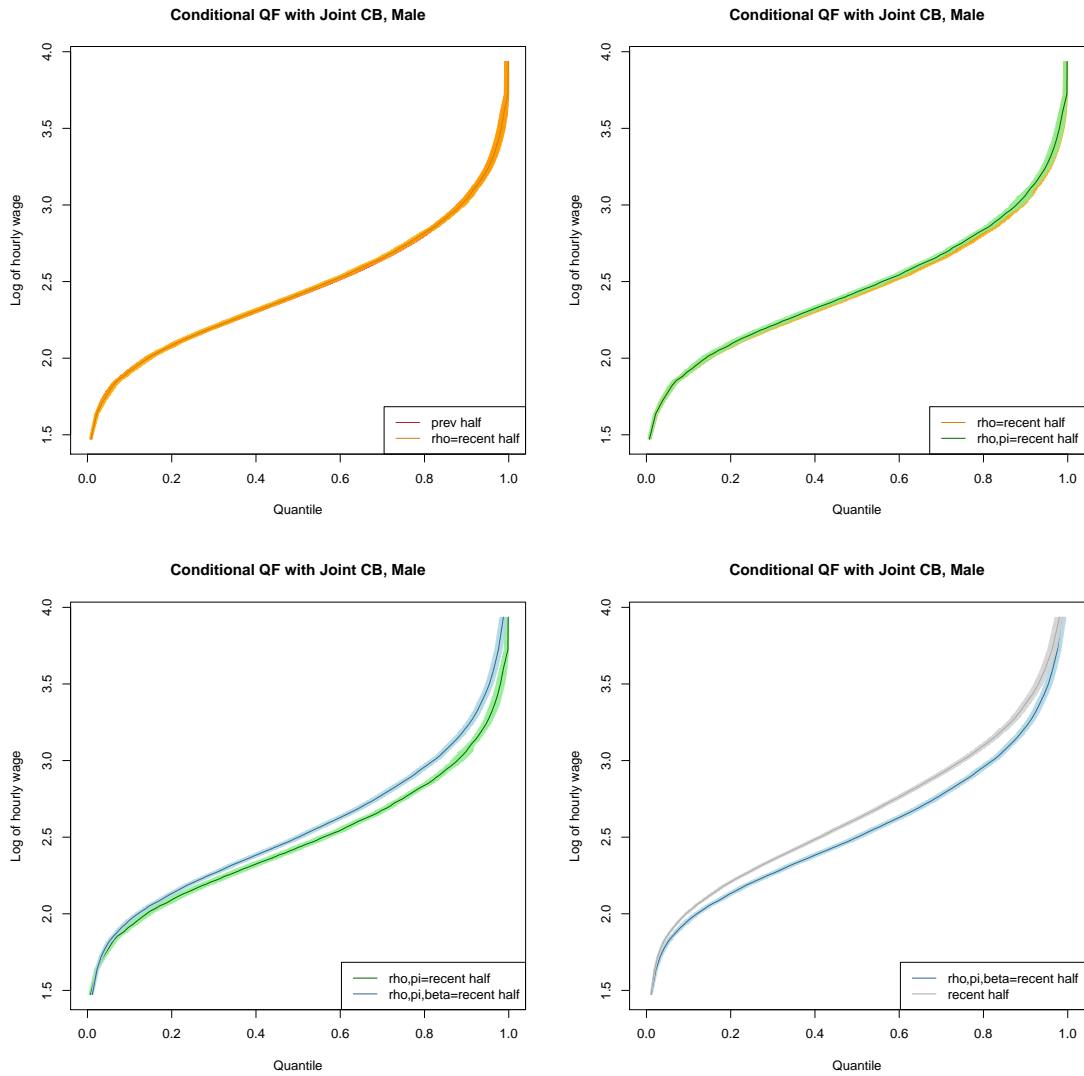 Conditional QF with Joint CB, Male
Log of hourly wage
4.0
3.5
3.0
2.5
2.0
1.5
prev half
rho=recent half
0.0 0.2 0.4 0.6 0.8 1.0
Quantile
Conditional QF with Joint CB, Male
Log of hourly wage
4.0
3.5
3.0
2.5
2.0
1.5
rho=recent half
rho,pi=recent half
0.0 0.2 0.4 0.6 0.8 1.0
Quantile
Conditional QF with Joint CB, Male
Log of hourly wage
4.0
3.5
3.0
2.5
2.0
1.5
rho,pi=recent half
rho,pi,beta=recent half
0.0 0.2 0.4 0.6 0.8 1.0
Quantile
Conditional QF with Joint CB, Male
Log of hourly wage
4.0
3.5
3.0
2.5
2.0
1.5
rho,pi,beta=recent half
recent half
0.0 0.2 0.4 0.6 0.8 1.0
Quantile